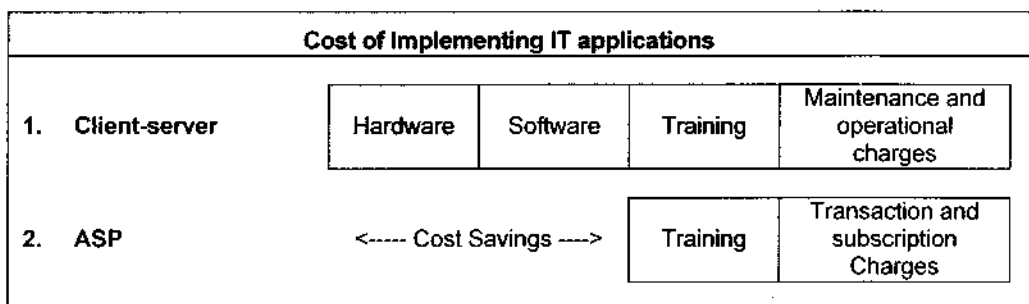 Cost of Implementing IT applications
1. Client-server Hardware Software Training Maintenance and
operational
charges
2. ASP <----- Cost Savings ----> Training Transaction and
subscription
Charges